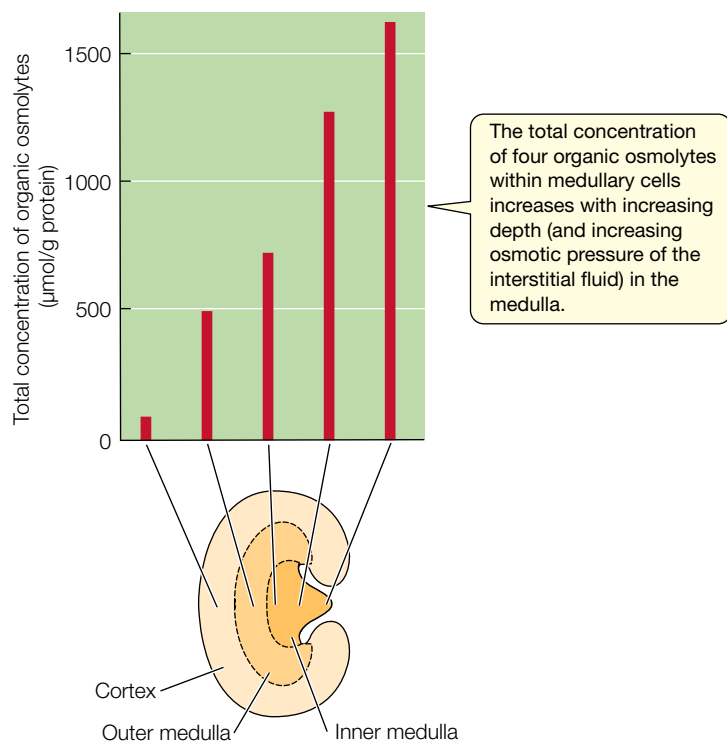 Total concentration of organic osmolytes
(µmol/g protein)
1500
1000
500
0
The total concentration
of four organic osmolytes
within medullary cells
increases with increasing
depth (and increasing
osmotic pressure of the
interstitial fluid) in the
medulla.
Cortex
Outer medulla
Inner medulla